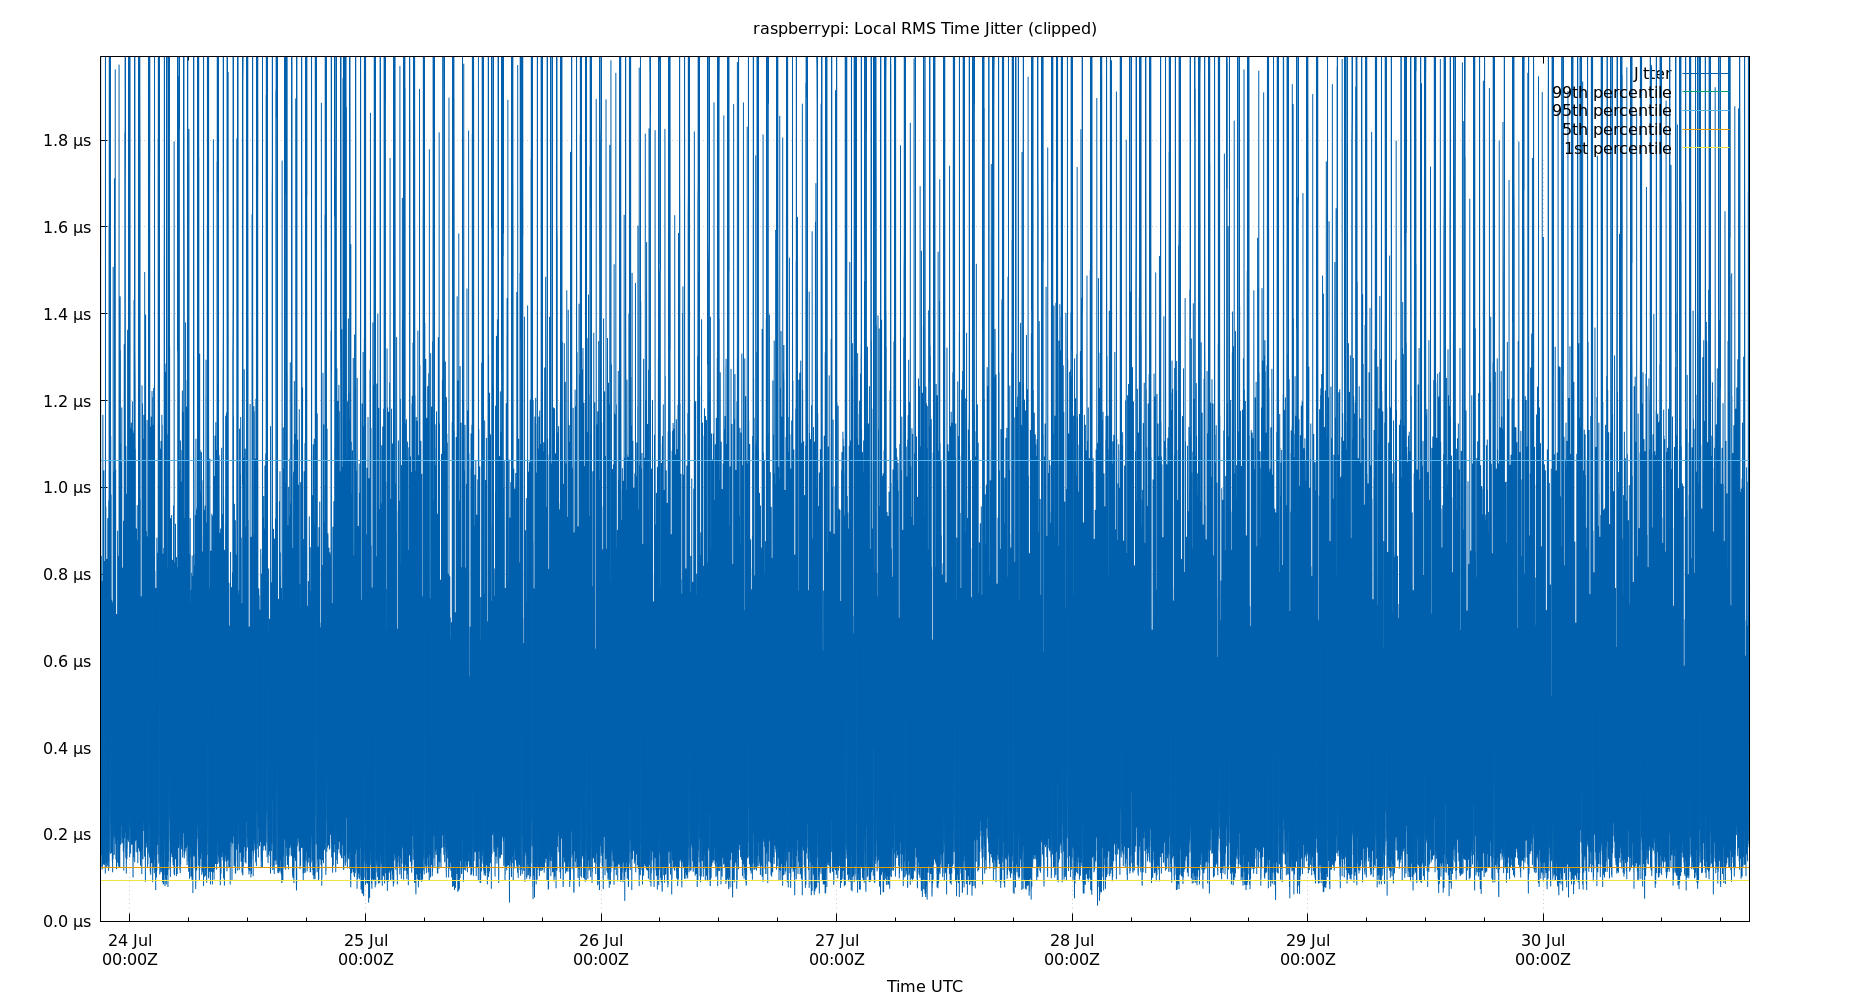 raspberrypi: Local RMS Time Jitter (clipped)
Jitter
99th percentile
95th percentile
5th percentile
1st percentile
1.8 µs
1.6 µs
1.4 µs
1.2 µs
1.0 µs
0.8 µs
0.6 µs
0.4 µs
0.2 µs
0.0 µs
24 Jul 25 Jul 26 Jul 27 Jul 28 Jul 29 Jul 30 Jul
00:00Z 00:00Z 00:00Z 00:00Z 00:00Z 00:00Z 00:00Z
Time UTC